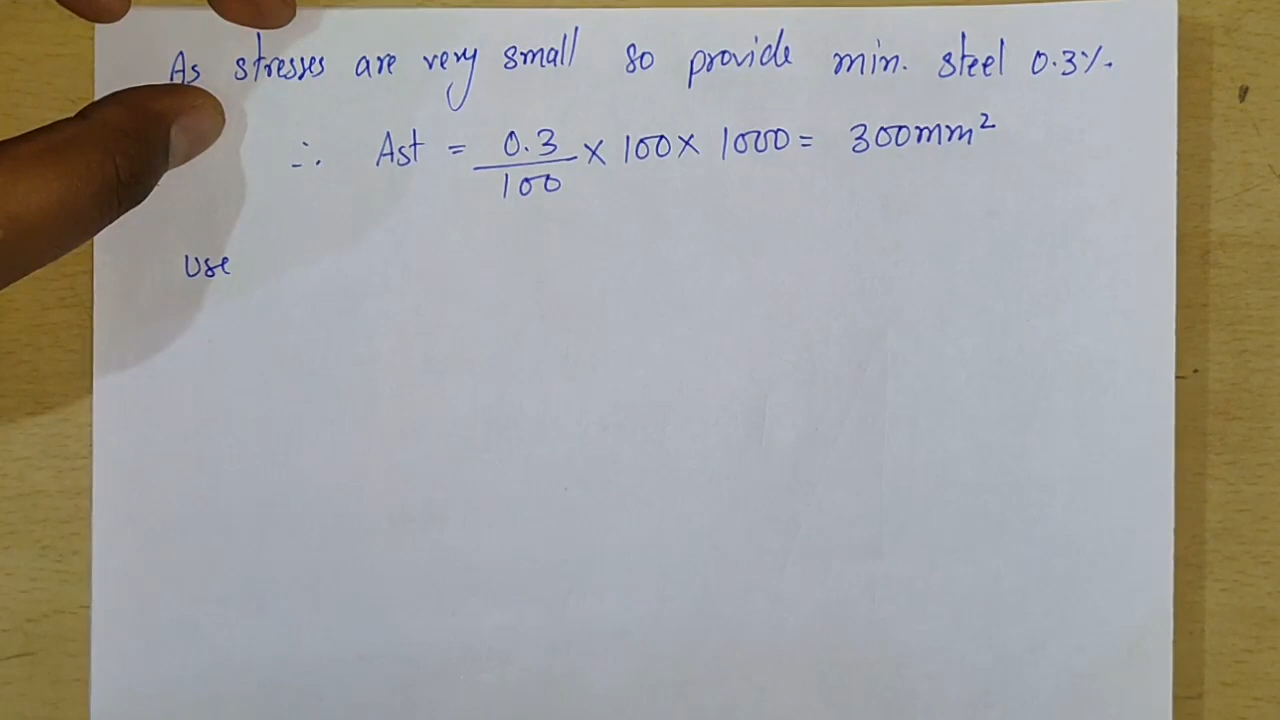 As stresses are very small so provide min. steel 0.3%.
∴ Ast = 0.3/100 × 100 × 1000 = 300mm²
use